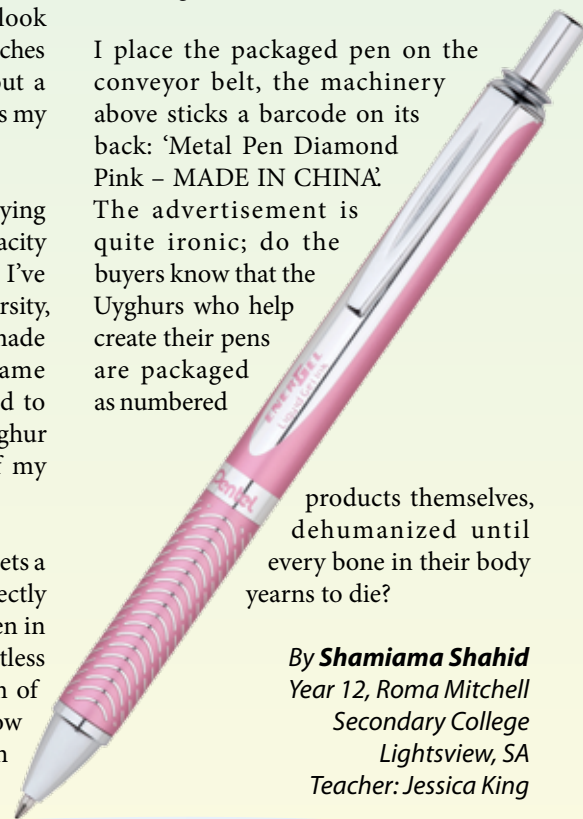 look
ches
out a
s my
ying
acity
I've
rsity,
made
ame
d to
ghur
f my
ets a
ectly
en in
tless
n of
ow
n
I place the packaged pen on the
conveyor belt, the machinery
above sticks a barcode on its
back: ‘Metal Pen Diamond
Pink – MADE IN CHINA’.
The advertisement is
quite ironic; do the
buyers know that the
Uyghurs who help
create their pens
are packaged
as numbered
products themselves,
dehumanized until
every bone in their body
yearns to die?
By Shamiama Shahid
Year 12, Roma Mitchell
Secondary College
Lightsview, SA
Teacher: Jessica King
ENERGEL
Liquid Gel Ink
Pentel